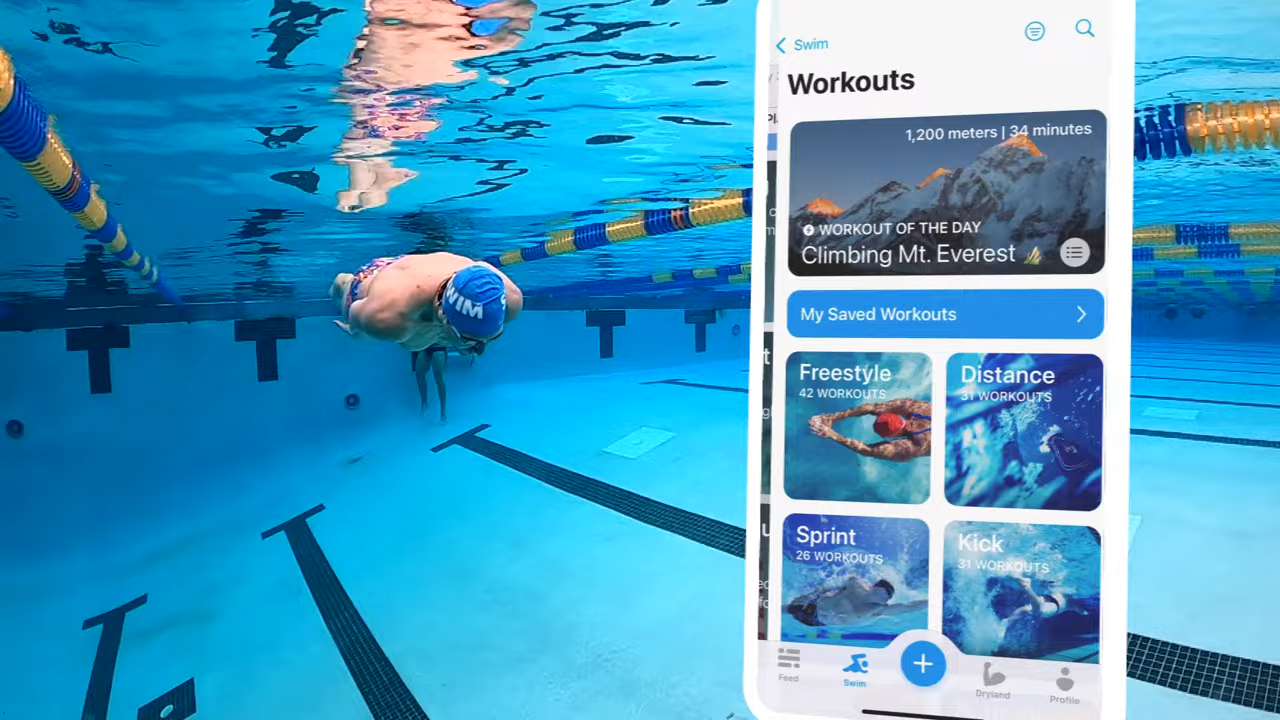 WIM
Swim
Workouts
1,200 meters | 34 minutes
WORKOUT OF THE DAY
Climbing Mt. Everest
My Saved Workouts
Freestyle
42 WORKOUTS
Distance
31 WORKOUTS
Sprint
26 WORKOUTS
Kick
31 WORKOUTS
Feed
Swim
Dryland
Profile